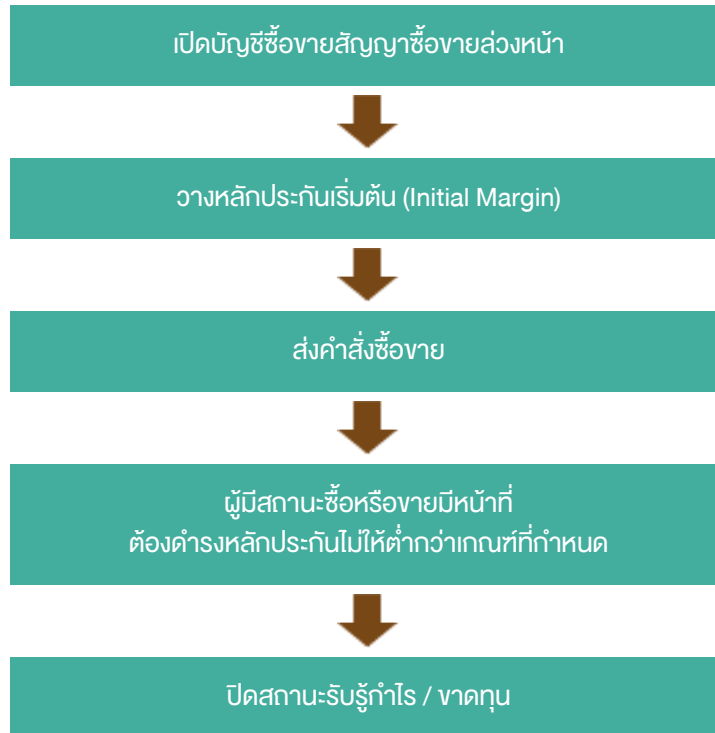 เปิดบัญชีซื้อขายสัญญาซื้อขายล่วงหน้า
วางหลักประกันเริ่มต้น (Initial Margin)
ส่งคำสั่งซื้อขาย
ผู้มีสถานะซื้อหรือขายมีหน้าที่
ต้องดำรงหลักประกันไม่ให้ต่ำกว่าเกณฑ์ที่กำหนด
ปิดสถานะรับรู้กำไร / ขาดทุน